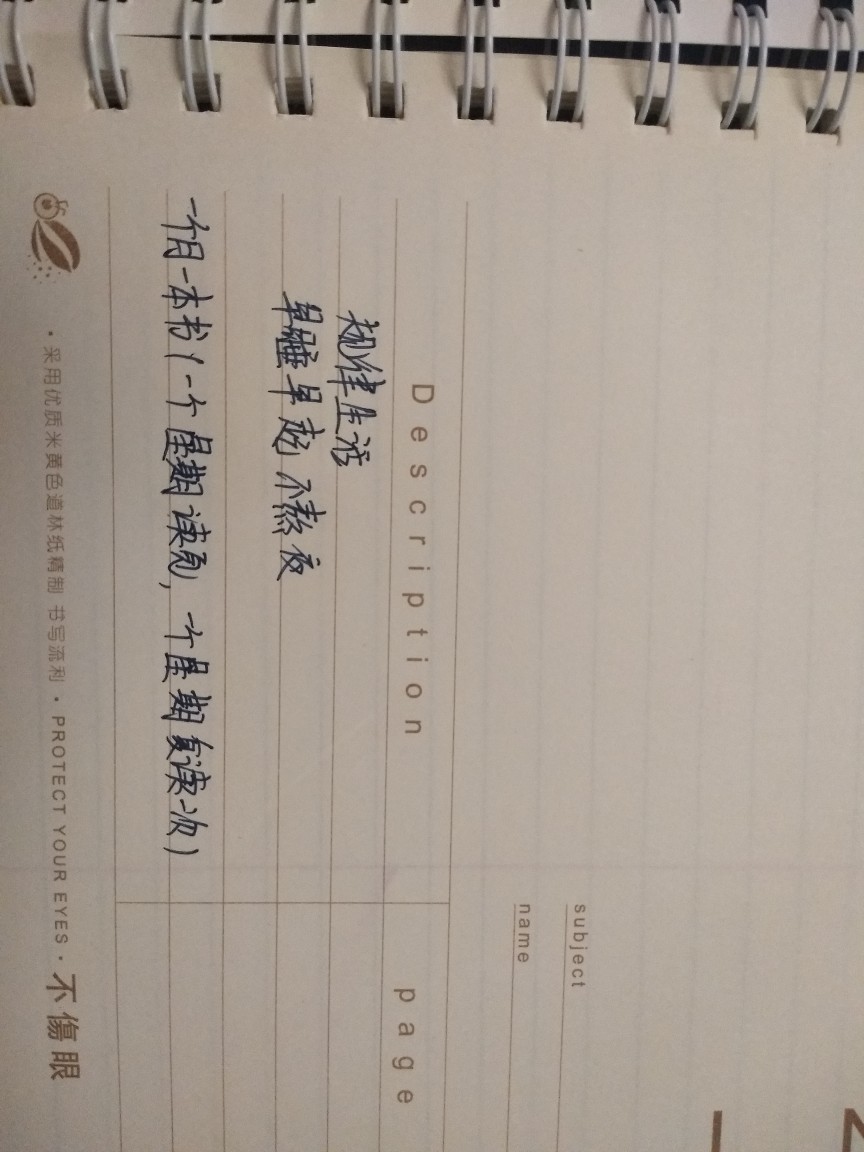 subject
name
Description page
规律生活
早睡早起 不熬夜
一个月一本书(一个星期读完, 一个星期复读一次)
·采用优质米黄色道林纸精制 书写流利·PROTECT YOUR EYES·不傷眼